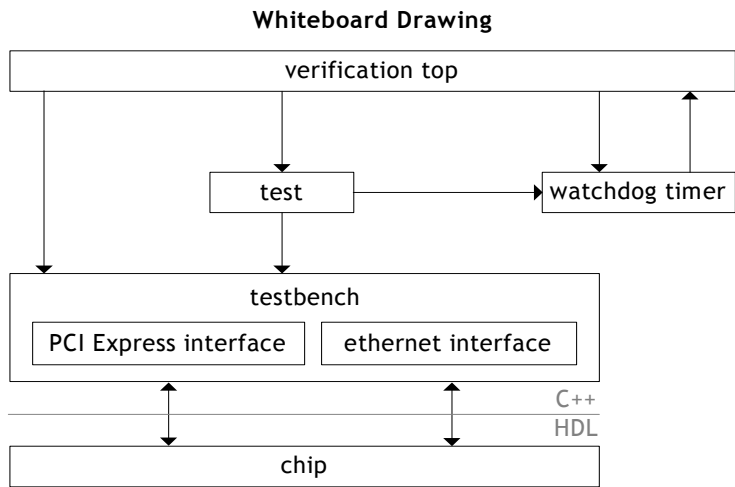 Whiteboard Drawing
verification top
test
watchdog timer
testbench
PCI Express interface
ethernet interface
C++
HDL
chip